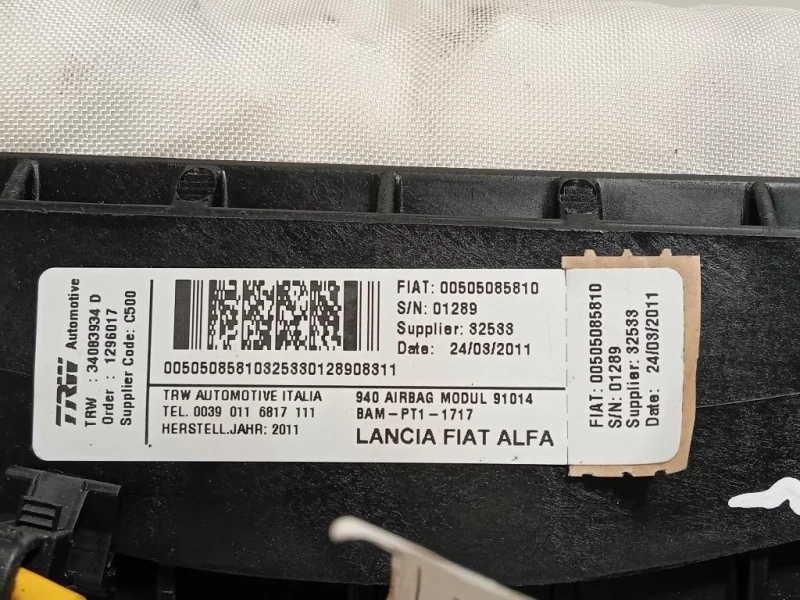 TRW Automotive
TRW : 34083934 D
Order : 1296017
Supplier Code: C500
FIAT: 00505085810
S/N: 01289
Supplier: 32533
Date: 24/03/2011
00505085810325330128908311
TRW AUTOMOTIVE ITALIA
TEL. 0039 011 6817 111
HERSTELL.JAHR: 2011
940 AIRBAG MODUL 91014
BAM-PT1-1717
LANCIA FIAT ALFA
FIAT: 00505085810
S/N: 01289
Supplier: 32533
Date: 24/03/2011